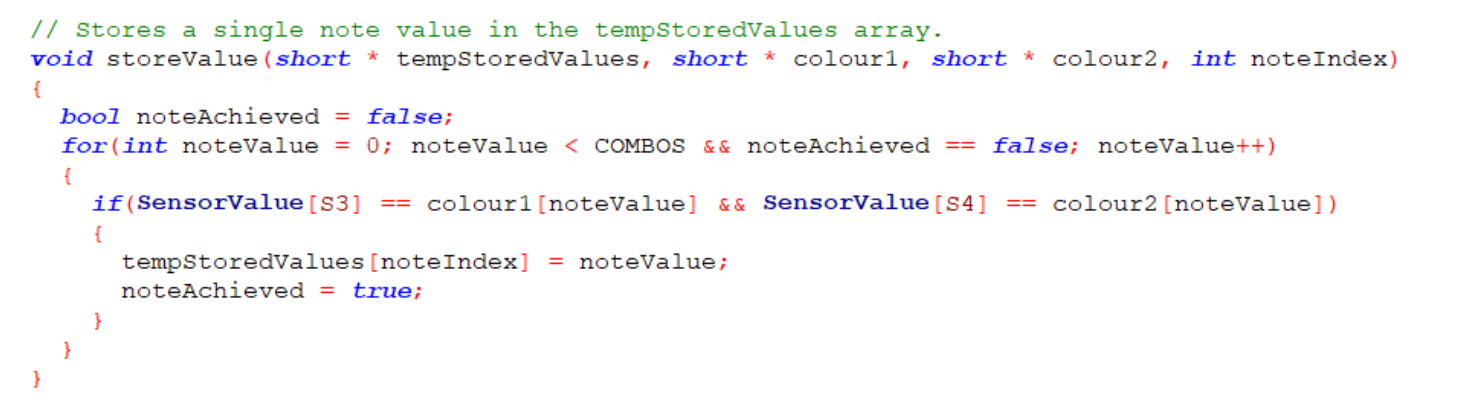 // Stores a single note value in the tempStoredValues array.
void storeValue(short * tempStoredValues, short * colour1, short * colour2, int noteIndex)
{
  bool noteAchieved = false;
  for(int noteValue = 0; noteValue < COMBOS && noteAchieved == false; noteValue++)
  {
    if(SensorValue[S3] == colour1[noteValue] && SensorValue[S4] == colour2[noteValue])
    {
      tempStoredValues[noteIndex] = noteValue;
      noteAchieved = true;
    }
  }
}